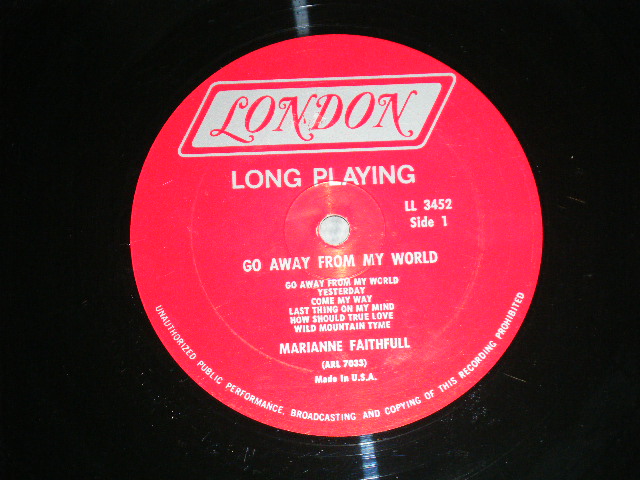 LONDON
LONG PLAYING
LL 3452
Side 1
GO AWAY FROM MY WORLD
GO AWAY FROM MY WORLD
YESTERDAY
COME MY WAY
LAST THING ON MY MIND
HOW SHOULD TRUE LOVE
WILD MOUNTAIN TYME
MARIANNE FAITHFULL
(ARL 7033)
Made in U.S.A.
UNAUTHORIZED PUBLIC PERFORMANCE, BROADCASTING AND COPYING OF THIS RECORDING PROHIBITED